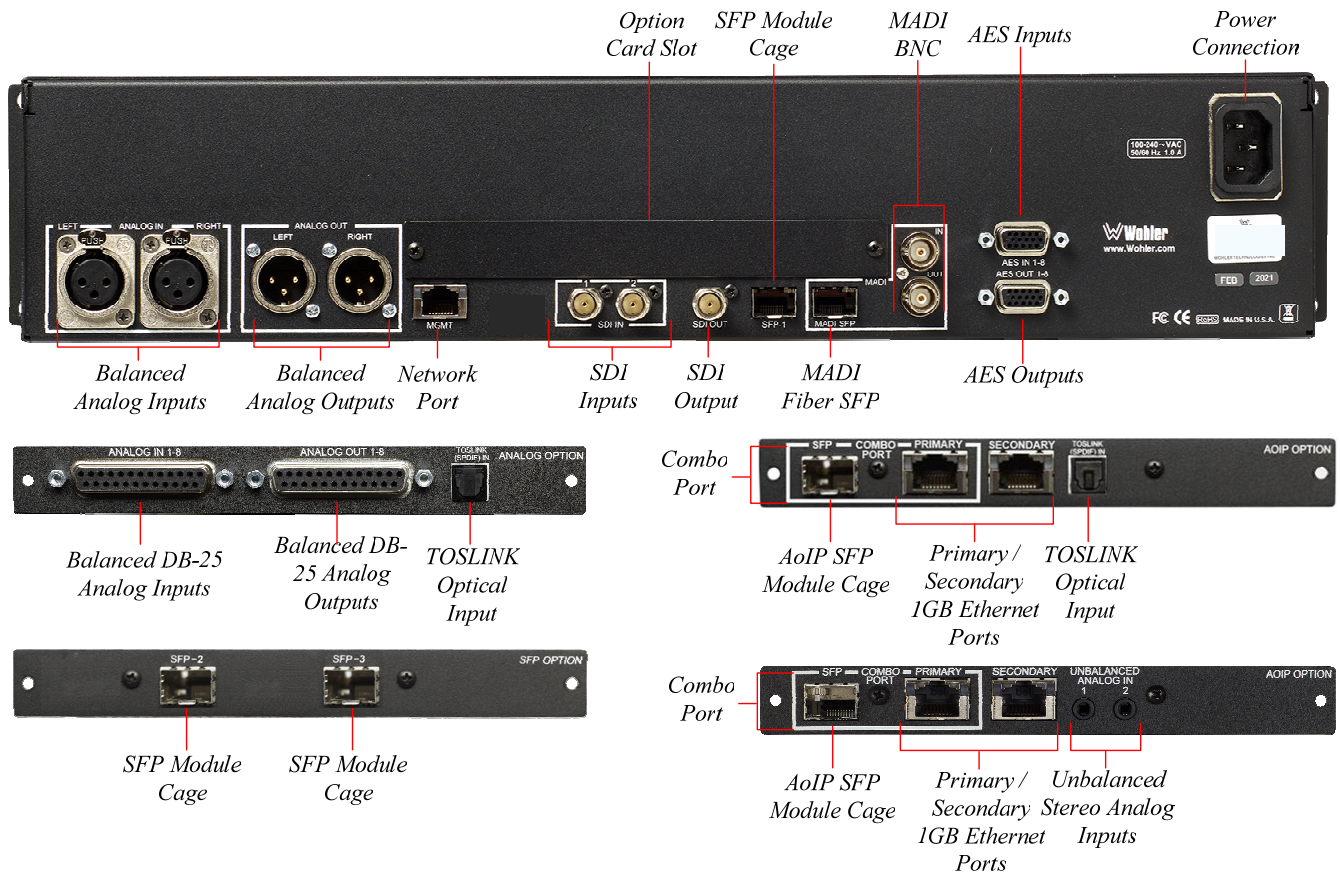 Option
Card Slot
SFP Module
Cage
MADI
BNC
AES Inputs
Power
Connection
100-240~VAC
50/60 Hz 1.0 A
LEFT ANALOG IN RIGHT
PUSH
PUSH
ANALOG OUT
LEFT RIGHT
MGMT
1 2
SDI IN
SDI OUT
SFP-1
MADI SFP
MADI
IN
OUT
AES IN 1-8
AES OUT 1-8
Wohler
www.Wohler.com
FEB 2021
FC CE RoHS MADE IN U.S.A.
Balanced
Analog Inputs
Balanced
Analog Outputs
Network
Port
SDI
Inputs
SDI
Output
MADI
Fiber SFP
AES Outputs
ANALOG IN 1-8
ANALOG OUT 1-8
TOSLINK
(SPDIF) IN
ANALOG OPTION
Balanced DB-25
Analog Inputs
Balanced DB-
25 Analog
Outputs
TOSLINK
Optical
Input
Combo
Port
SFP COMBO PORT PRIMARY
SECONDARY
TOSLINK
(SPDIF) IN
AOIP OPTION
AoIP SFP
Module Cage
Primary /
Secondary
1GB Ethernet
Ports
TOSLINK
Optical
Input
SFP-2
SFP-3
SFP OPTION
SFP Module
Cage
SFP Module
Cage
Combo
Port
SFP COMBO PORT PRIMARY
SECONDARY
UNBALANCED
ANALOG IN
1 2
AOIP OPTION
AoIP SFP
Module Cage
Primary /
Secondary
1GB Ethernet
Ports
Unbalanced
Stereo Analog
Inputs